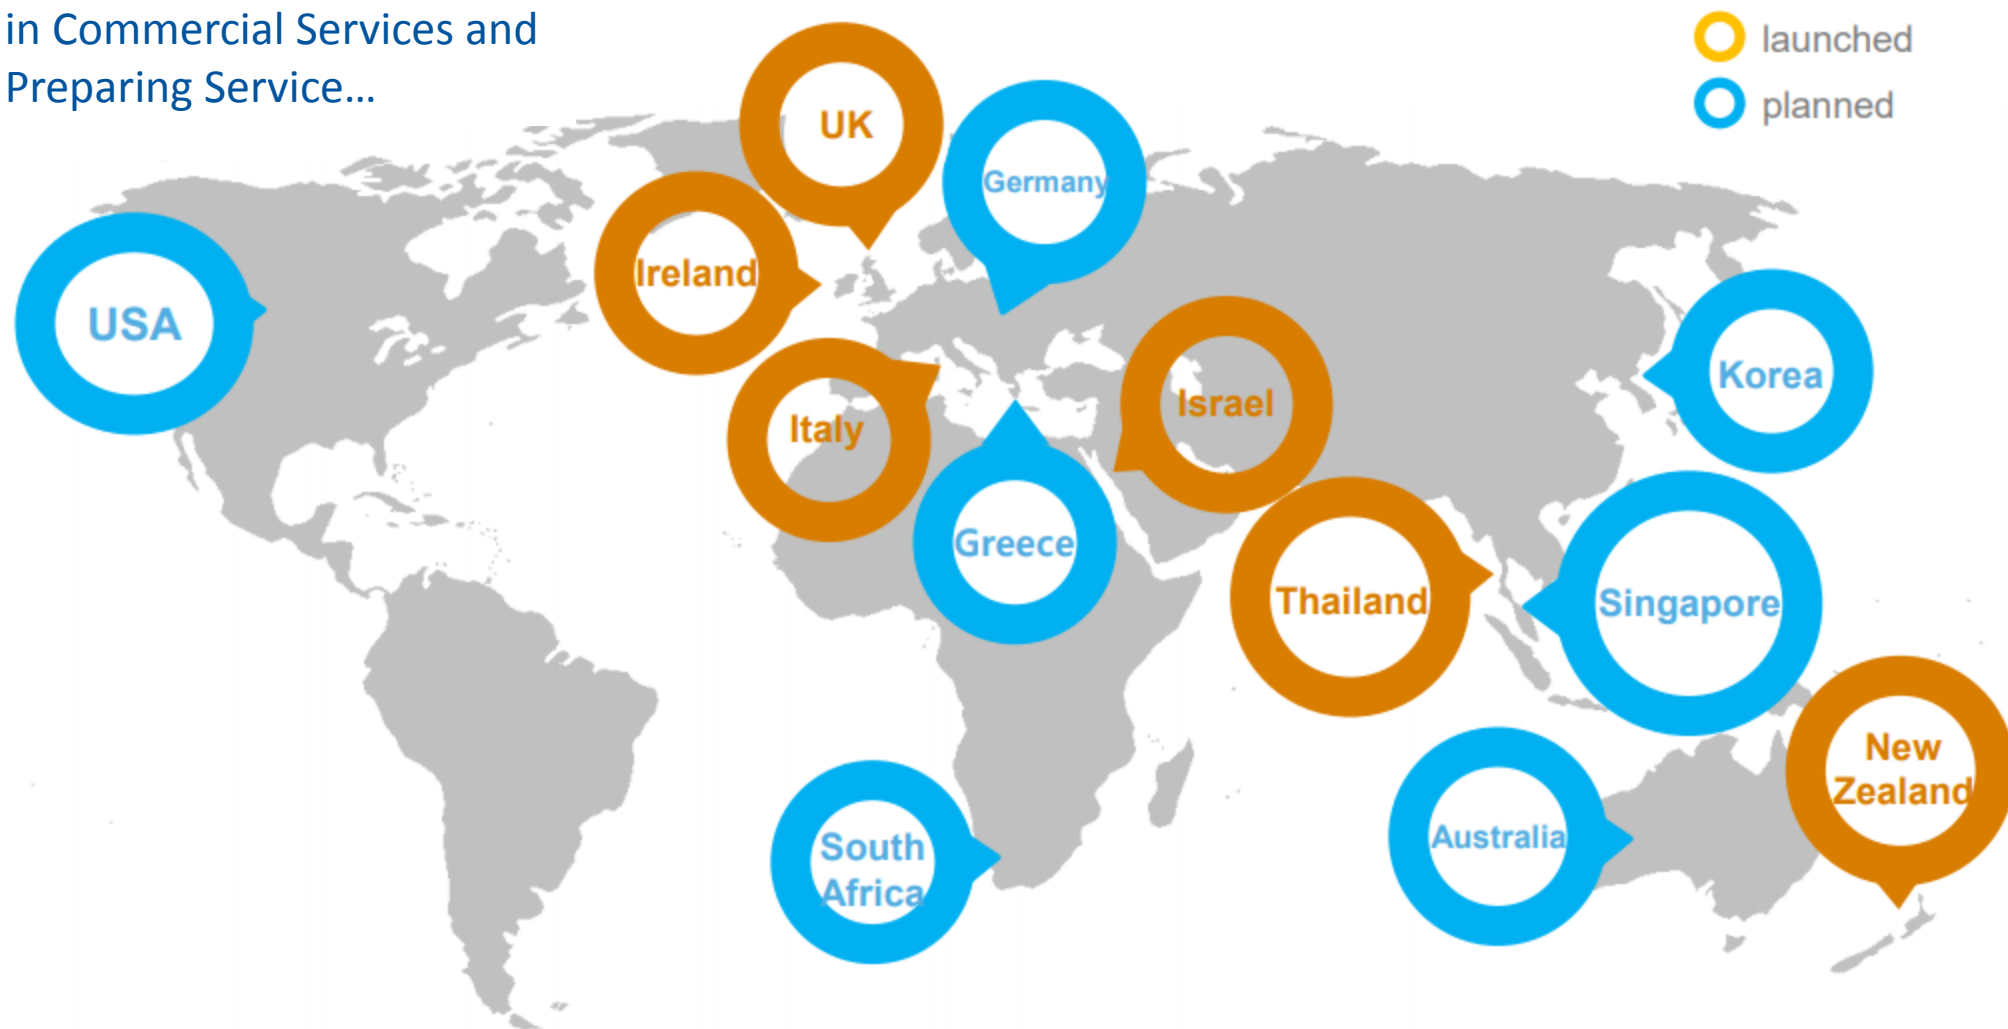 in Commercial Services and
Preparing Service...
launched
planned
UK
Germany
Ireland
USA
Korea
Israel
Italy
Greece
Thailand
Singapore
New
Zealand
Australia
South
Africa